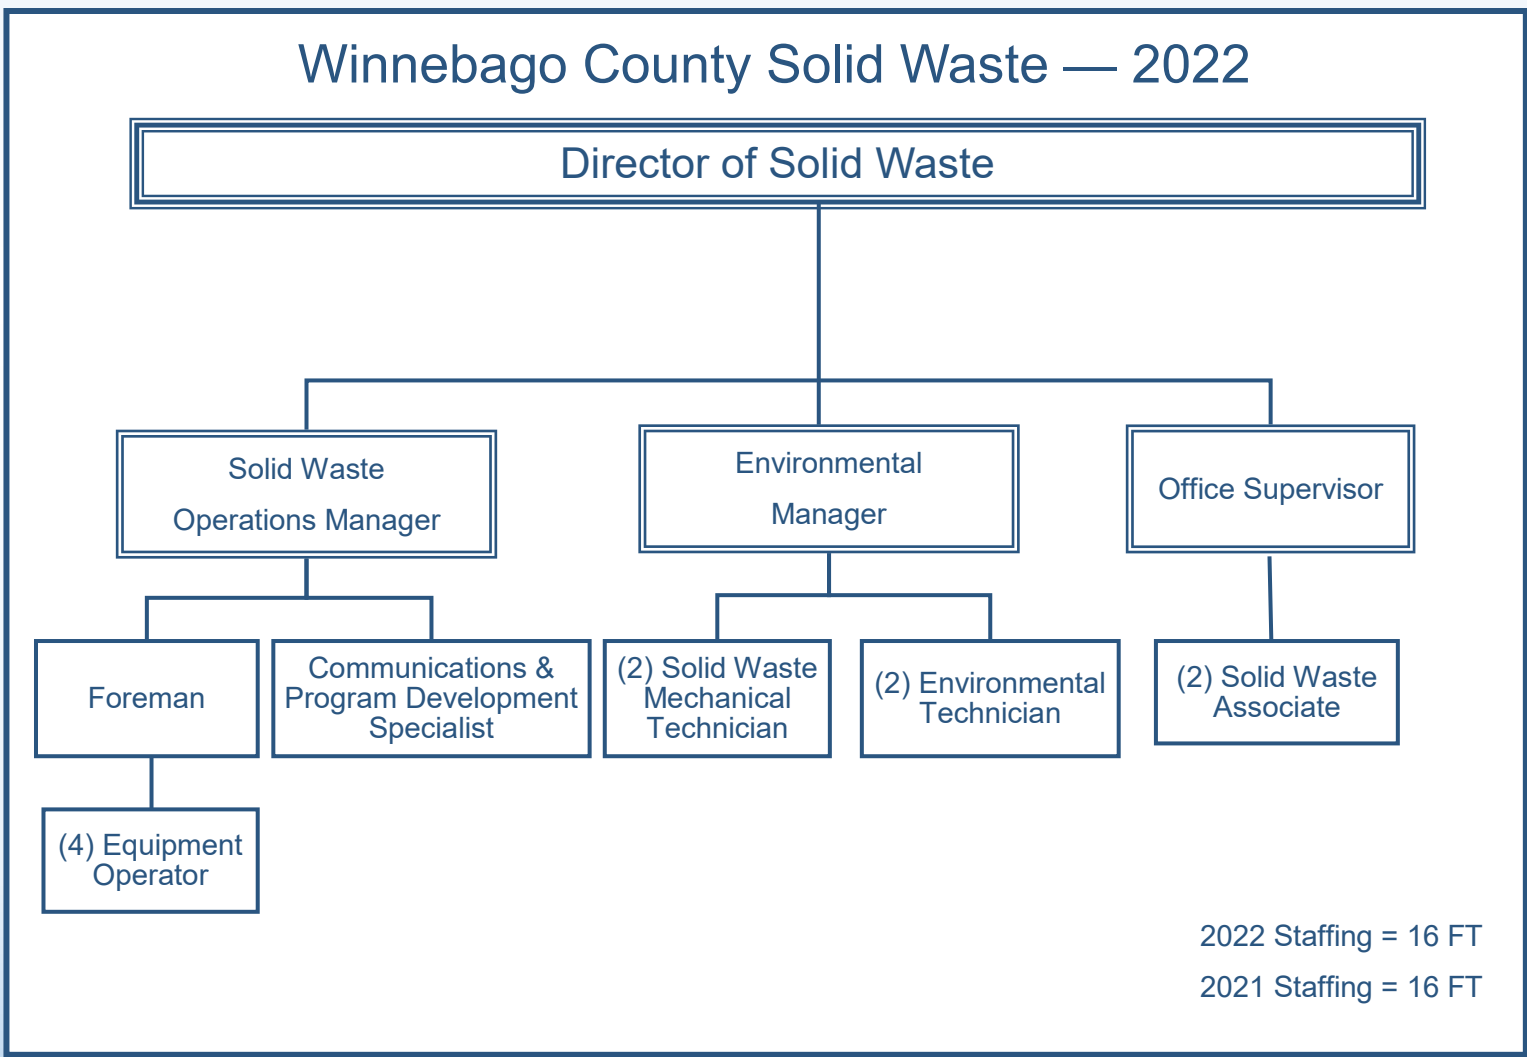 Winnebago County Solid Waste — 2022
Director of Solid Waste
Solid Waste
Operations Manager
Environmental
Manager
Office Supervisor
Foreman
Communications &
Program Development
Specialist
(2) Solid Waste
Mechanical
Technician
(2) Environmental
Technician
(2) Solid Waste
Associate
(4) Equipment
Operator
2022 Staffing = 16 FT
2021 Staffing = 16 FT